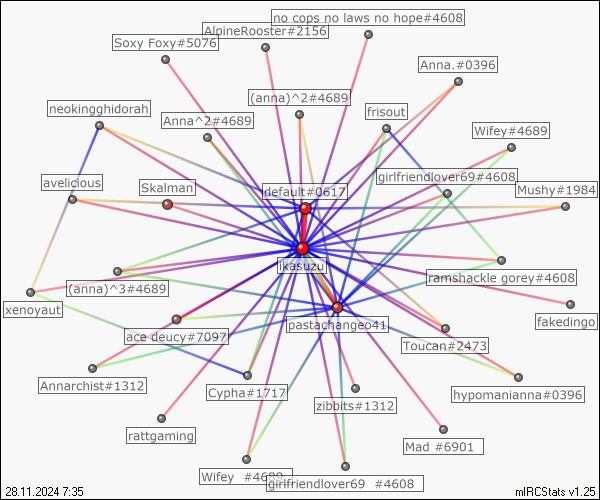 no cops no laws no hope#4608
AlpineRooster#2156
Soxy Foxy#5076
Anna.#0396
(anna)^2#4689
neokingghidorah
frisout
Anna^2#4689
Wifey#4689
girlfriendlover69#4608
avelicious
Skalman
default#0617
Mushy#1984
ikasuzu
ramshackle gorey#4608
(anna)^3#4689
xenoyaut
fakedingo
pastachangeo41
ace deucy#7097
Toucan#2473
Annarchist#1312
Cypha#1717
hypomanianna#0396
zibbits#1312
rattgaming
Mad #6901
Wifey #4689
girlfriendlover69 #4608
28.11.2024 7:35
mIRCStats v1.25